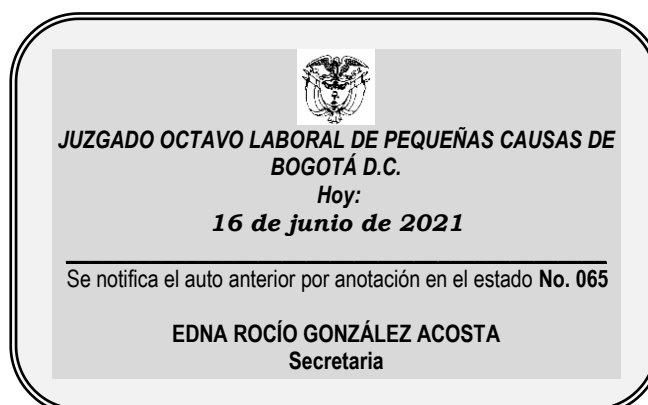 JUZGADO OCTAVO LABORAL DE PEQUEÑAS CAUSAS DE
BOGOTÁ D.C.
Hoy:
16 de junio de 2021
Se notifica el auto anterior por anotación en el estado No. 065
EDNA ROCÍO GONZÁLEZ ACOSTA
Secretaria